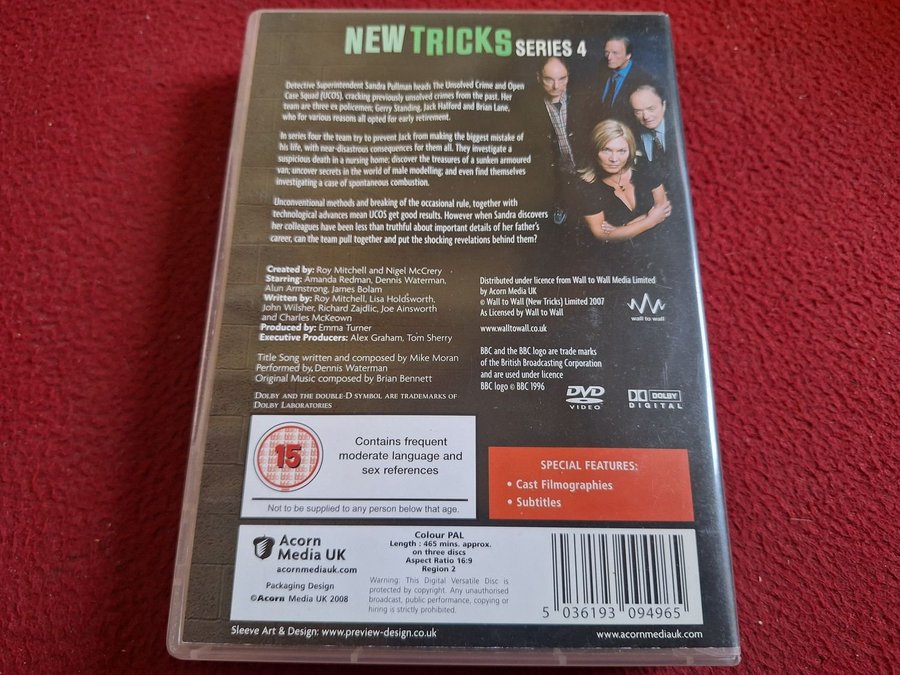 NEW TRICKS SERIES 4
Detective Superintendent Sandra Pullman heads The Unsolved Crime and Open
Case Squad (UCOS), cracking previously unsolved crimes from the past. Her
team are three ex policemen; Gerry Standing, Jack Halford and Brian Lane,
who for various reasons all opted for early retirement.
In series four the team try to prevent Jack from making the biggest mistake of
his life, with near-disastrous consequences for them all. They investigate a
suspicious death in a nursing home; discover the treasures of a sunken armoured
van; uncover secrets in the world of male modelling; and even find themselves
investigating a case of spontaneous combustion.
Unconventional methods and breaking of the occasional rule, together with
technological advances mean UCOS get good results. However when Sandra discovers
her colleagues have been less than truthful about important details of her father's
career, can the team pull together and put the shocking revelations behind them?
Created by: Roy Mitchell and Nigel McCrery
Starring: Amanda Redman, Dennis Waterman,
Alun Armstrong, James Bolam
Written by: Roy Mitchell, Lisa Holdsworth,
John Wilsher, Richard Zajdlic, Joe Ainsworth
and Charles McKeown
Produced by: Emma Turner
Executive Producers: Alex Graham, Tom Sherry
Title Song written and composed by Mike Moran
Performed by, Dennis Waterman
Original Music composed by Brian Bennett
DOLBY AND THE DOUBLE-D SYMBOL ARE TRADEMARKS OF
DOLBY LABORATORIES
Distributed under licence from Wall to Wall Media Limited
by Acorn Media UK
© Wall to Wall (New Tricks) Limited 2007
As Licensed by Wall to Wall
www.walltowall.co.uk
wall to wall
BBC and the BBC logo are trade marks
of the British Broadcasting Corporation
and are used under licence
BBC logo © BBC 1996
DVD
VIDEO
DOLBY
DIGITAL
15
Contains frequent
moderate language and
sex references
Not to be supplied to any person below that age.
SPECIAL FEATURES:
• Cast Filmographies
• Subtitles
Acorn
Media UK
acornmediauk.com
Packaging Design
©Acorn Media UK 2008
Colour PAL
Length : 465 mins. approx.
on three discs
Aspect Ratio 16:9
Region 2
Warning: This Digital Versatile Disc is
protected by copyright. Any unauthorised
broadcast, public performance, copying or
hiring is strictly prohibited.
5 036193 094965
Sleeve Art & Design: www.preview-design.co.uk
www.acornmediauk.com